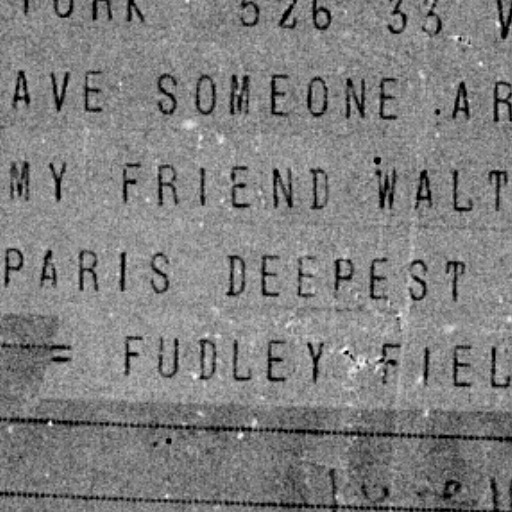 YORK 526 33 V
AVE SOMEONE AR
MY FRIEND WALT
PARIS DEEPEST
= FUDLEY FIEL